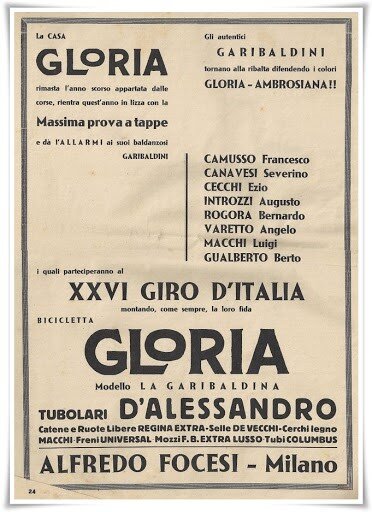 La CASA
GLORIA
rimasta l'anno scorso appartata dalle
corse, rientra quest'anno in lizza con la
Massima prova a tappe
e dà l'ALLARMI ai suoi baldanzosi
GARIBALDINI
Gli autentici
GARIBALDINI
tornano alla ribalta difendendo i colori
GLORIA - AMBROSIANA!!
CAMUSSO Francesco
CANAVESI Severino
CECCHI Ezio
INTROZZI Augusto
ROGORA Bernardo
VARETTO Angelo
MACCHI Luigi
GUALBERTO Berto
i quali parteciperanno al
XXVI GIRO D'ITALIA
montando, come sempre, la loro fida
BICICLETTA
GLORIA
Modello LA GARIBALDINA
TUBOLARI D'ALESSANDRO
Catene e Ruote Libere REGINA EXTRA-Selle DE VECCHI-Cerchi legno
MACCHI-Freni UNIVERSAL Mozzi F.B. EXTRA LUSSO-Tubi COLUMBUS
ALFREDO FOCESI - Milano
24